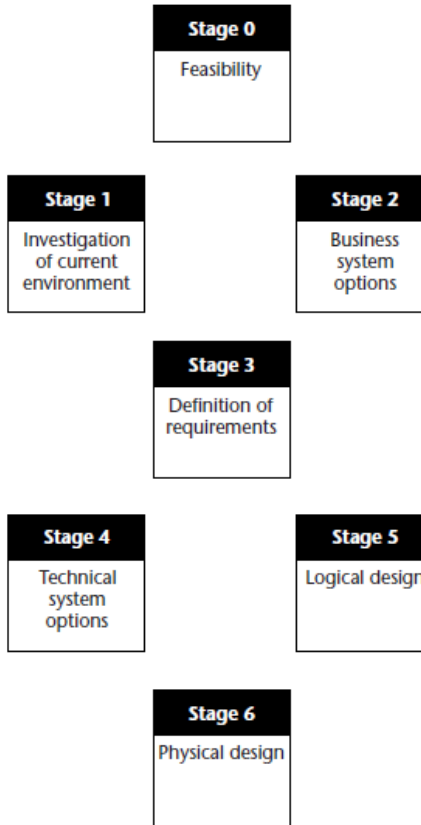 Stage 0
Feasibility
Stage 1
Investigation
of current
environment
Stage 2
Business
system
options
Stage 3
Definition of
requirements
Stage 4
Technical
system
options
Stage 5
Logical design
Stage 6
Physical design